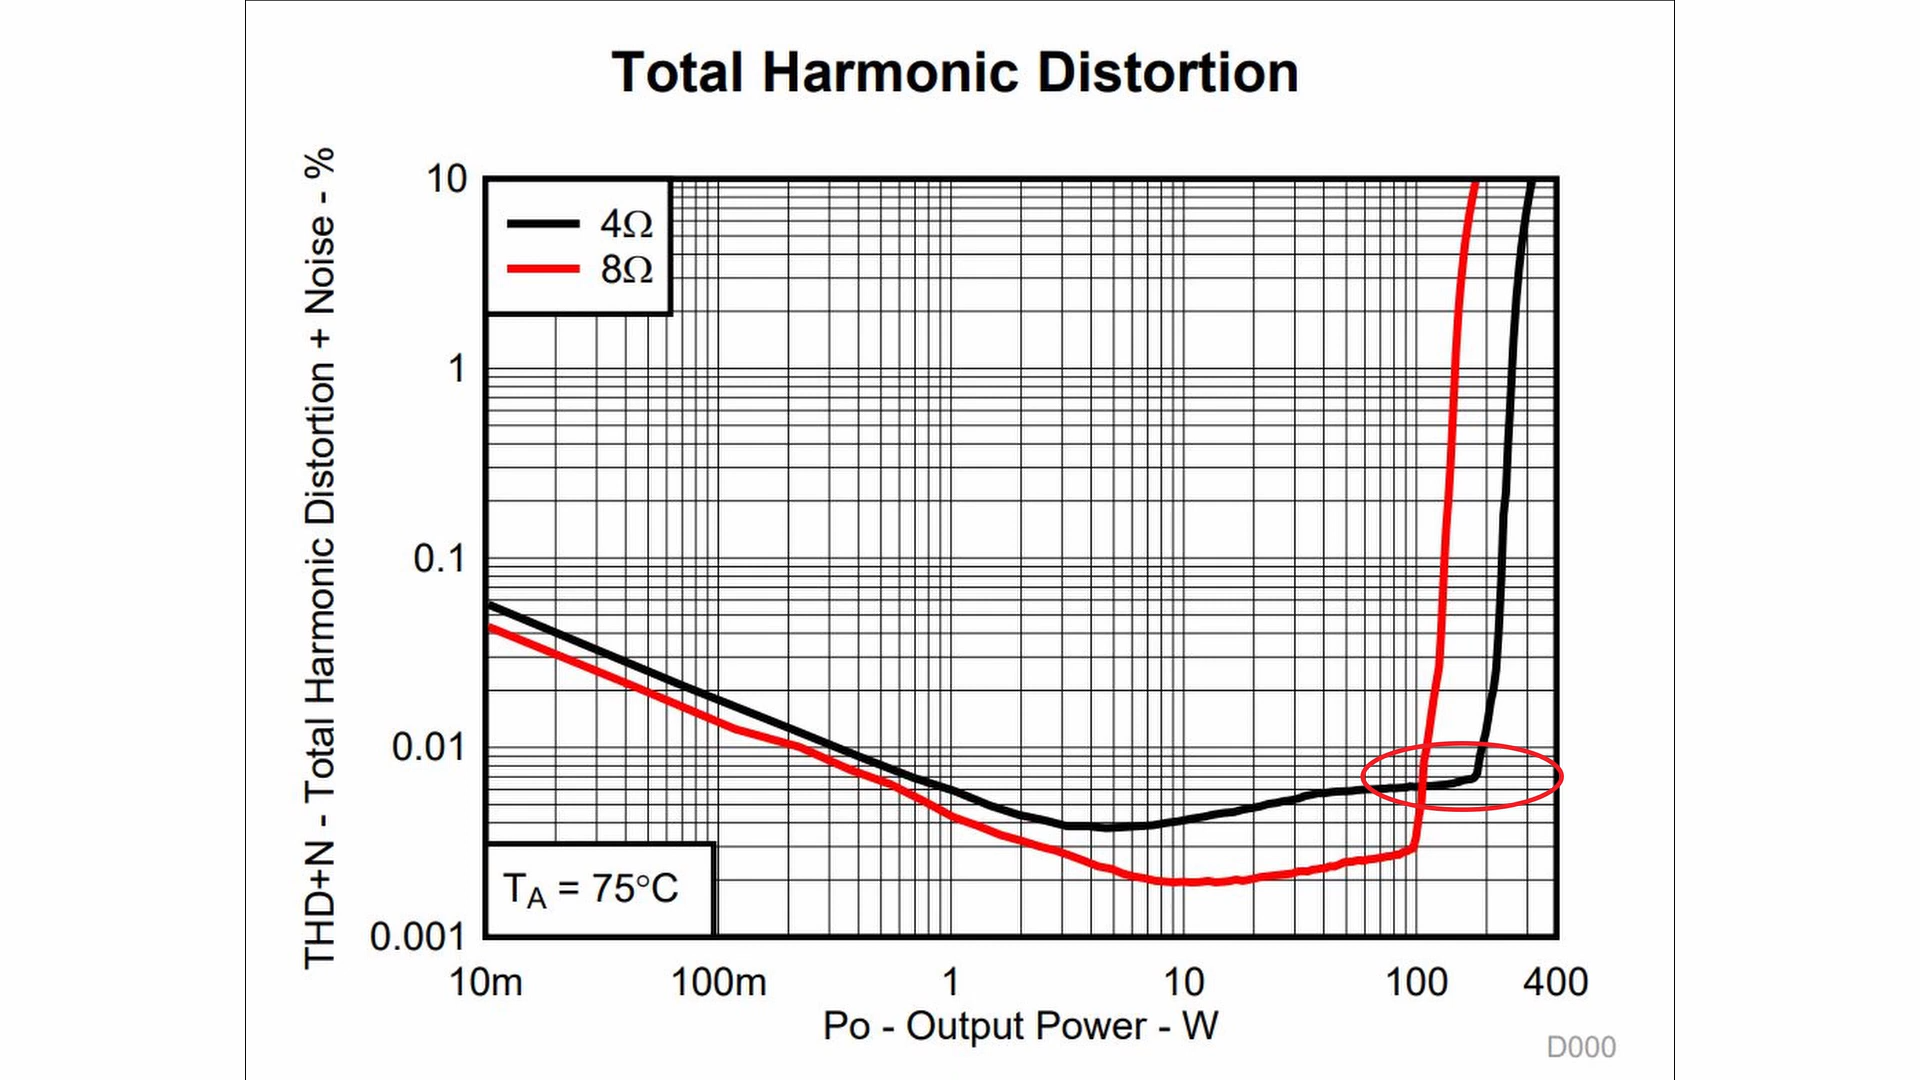 Total Harmonic Distortion
THD+N - Total Harmonic Distortion + Noise - %
10
1
0.1
0.01
0.001
4Ω
8Ω
TA = 75°C
10m 100m 1 10 100 400
Po - Output Power - W
D000